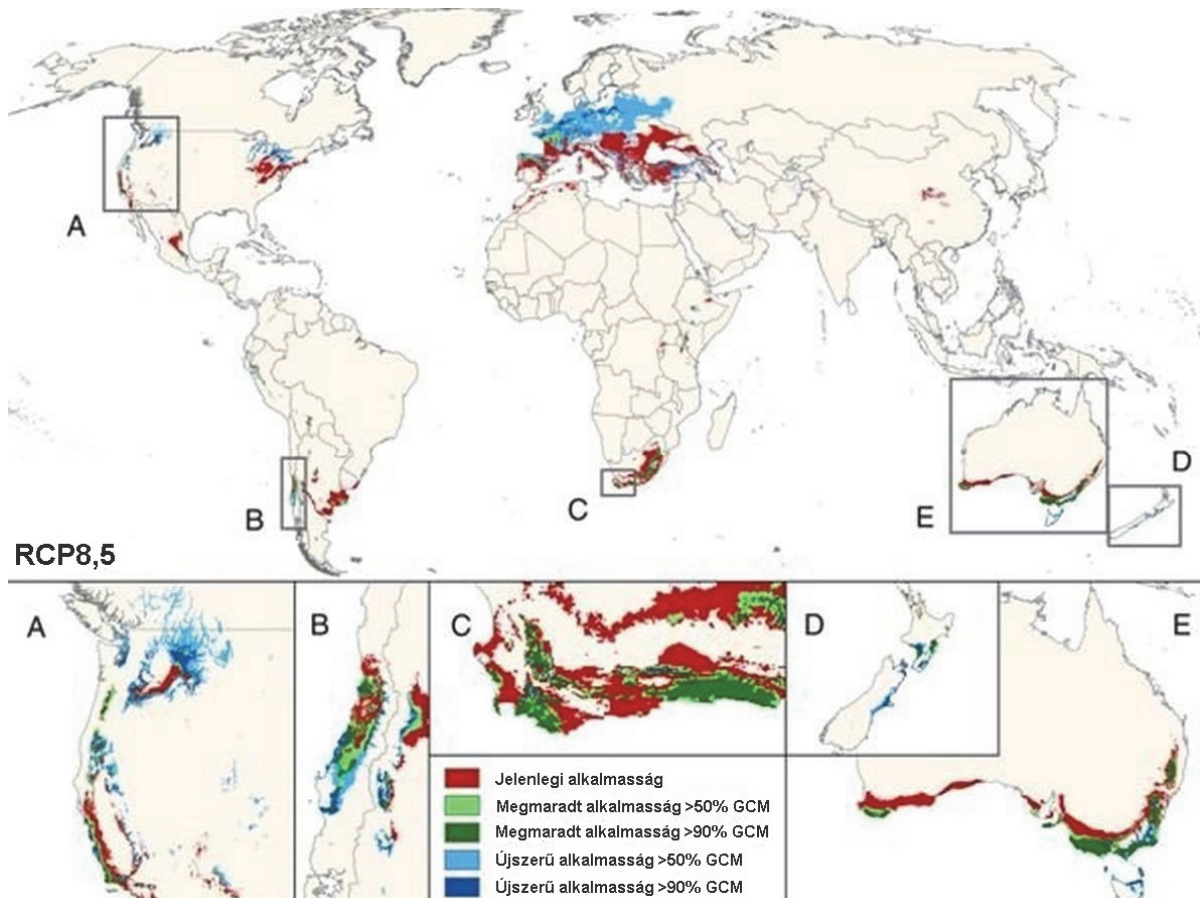 A
B
C
D
E
RCP8,5
A
B
C
D
E
Jelenlegi alkalmasság
Megmaradt alkalmasság >50% GCM
Megmaradt alkalmasság >90% GCM
Újszerű alkalmasság >50% GCM
Újszerű alkalmasság >90% GCM